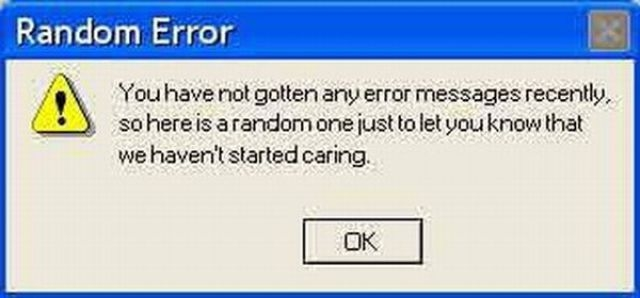 Random Error
You have not gotten any error messages recently,
so here is a random one just to let you know that
we haven't started caring.
OK